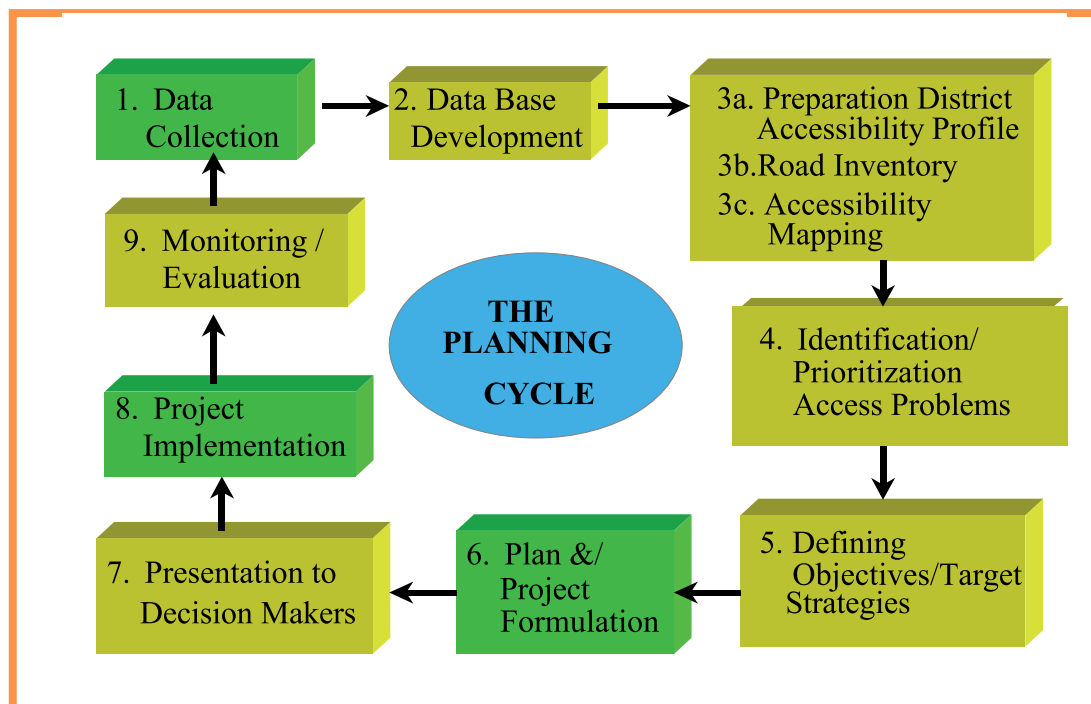 1. Data
Collection
2. Data Base
Development
3a. Preparation District
Accessibility Profile
3b.Road Inventory
3c. Accessibility
Mapping
4. Identification/
Prioritization
Access Problems
5. Defining
Objectives/Target
Strategies
6. Plan &/
Project
Formulation
7. Presentation to
Decision Makers
8. Project
Implementation
9. Monitoring /
Evaluation
THE
PLANNING
CYCLE